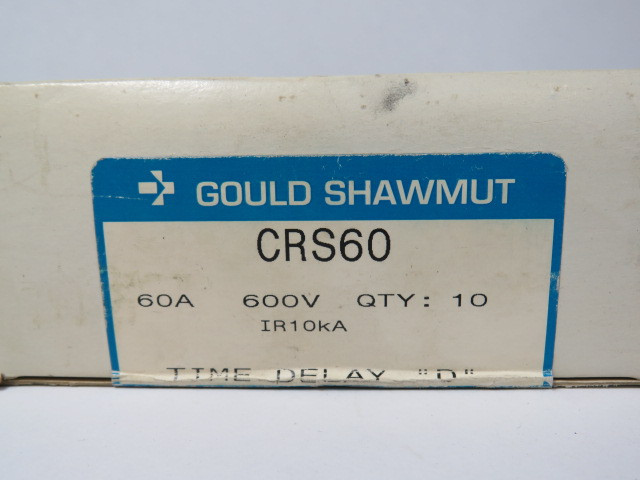 GOULD SHAWMUT
CRS60
60A 600V QTY: 10
IR10kA
TIME DELAY "D"